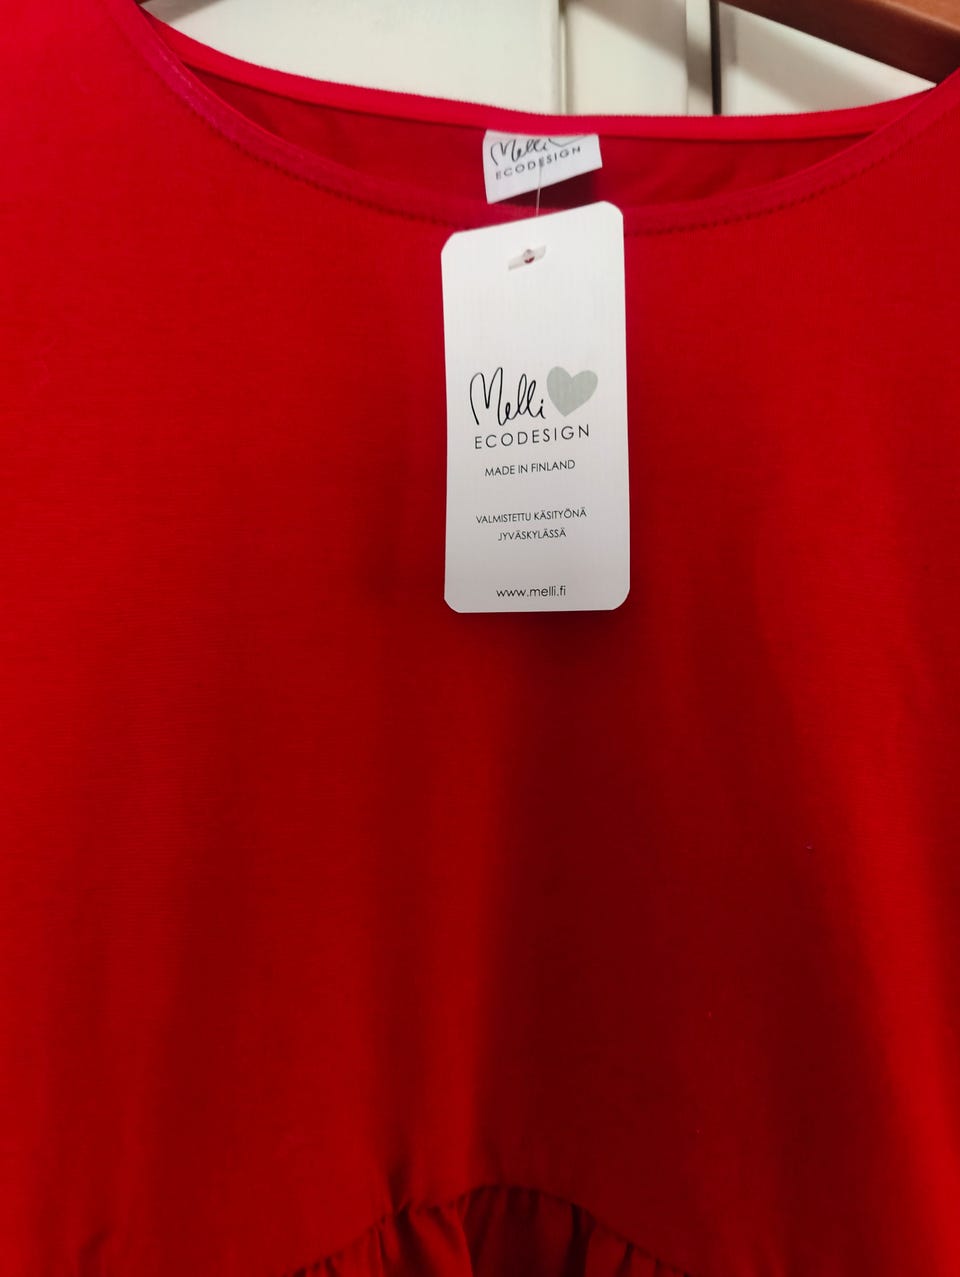 Melli
ECODESIGN
Melli
ECODESIGN
MADE IN FINLAND
VALMISTETTU KÄSITYÖNÄ
JYVÄSKYLÄSSÄ
www.melli.fi